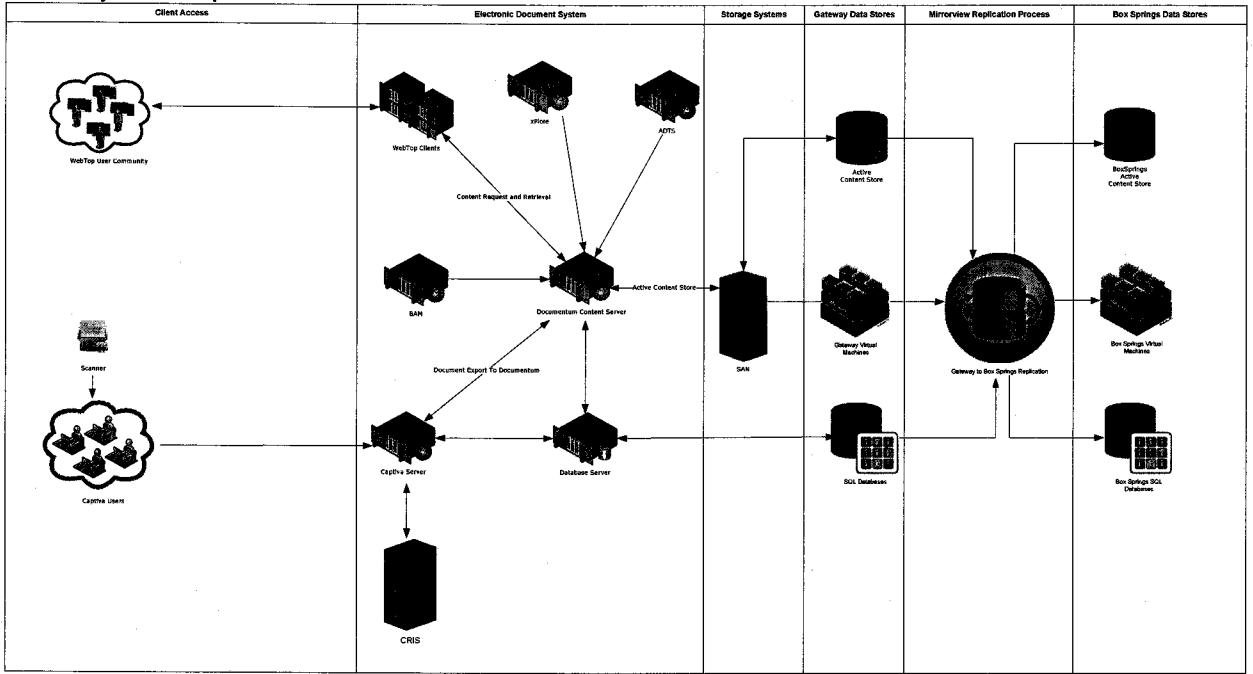 Client Access
Electronic Document System
Storage Systems
Gateway Data Stores
Mirrorview Replication Process
Box Springs Data Stores
WebTop User Community
WebTop Clients
xPlore
ADTS
Active
Content Store
BoxSprings
Active
Content Store
Content Request and Retrieval
BAM
Documentum Content Server
Active Content Store
SAN
Gateway Virtual
Machines
Gateway to Box Springs Replication
Box Springs Virtual
Machines
Scanner
Document Export To Documentum
Captiva Users
Captiva Server
Database Server
SQL Databases
Box Springs SQL
Databases
CRIS